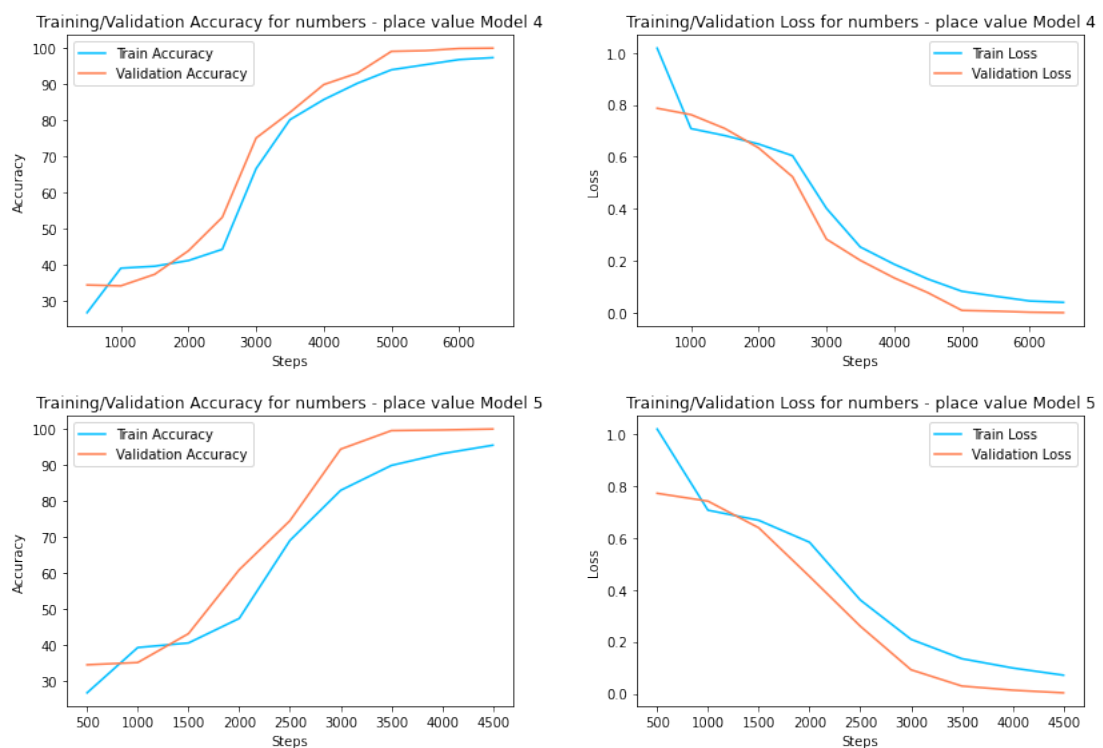 Training/Validation Accuracy for numbers - place value Model 4
100
90
80
70
60
50
40
30
Accuracy
Train Accuracy
Validation Accuracy
1000 2000 3000 4000 5000 6000
Steps
Training/Validation Loss for numbers - place value Model 4
1.0
0.8
0.6
0.4
0.2
0.0
Loss
Train Loss
Validation Loss
1000 2000 3000 4000 5000 6000
Steps
Training/Validation Accuracy for numbers - place value Model 5
100
90
80
70
60
50
40
30
Accuracy
Train Accuracy
Validation Accuracy
500 1000 1500 2000 2500 3000 3500 4000 4500
Steps
Training/Validation Loss for numbers - place value Model 5
1.0
0.8
0.6
0.4
0.2
0.0
Loss
Train Loss
Validation Loss
500 1000 1500 2000 2500 3000 3500 4000 4500
Steps